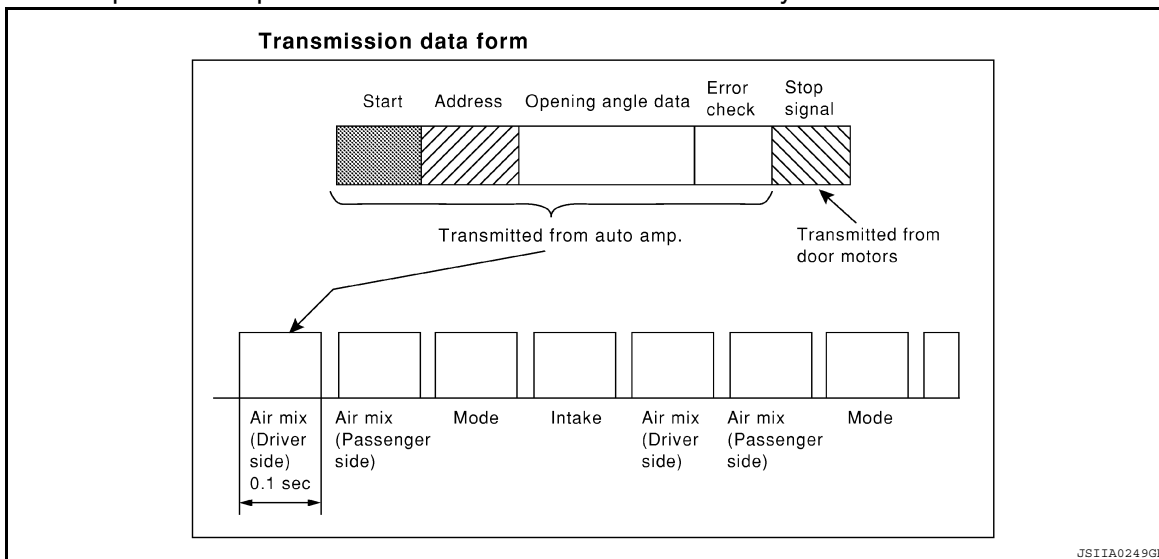 Transmission data form
Start Address Opening angle data Error check Stop signal
Transmitted from auto amp.
Transmitted from door motors
Air mix (Driver side) 0.1 sec
Air mix (Passenger side)
Mode
Intake
Air mix (Driver side)
Air mix (Passenger side)
Mode
JSIIA0249G